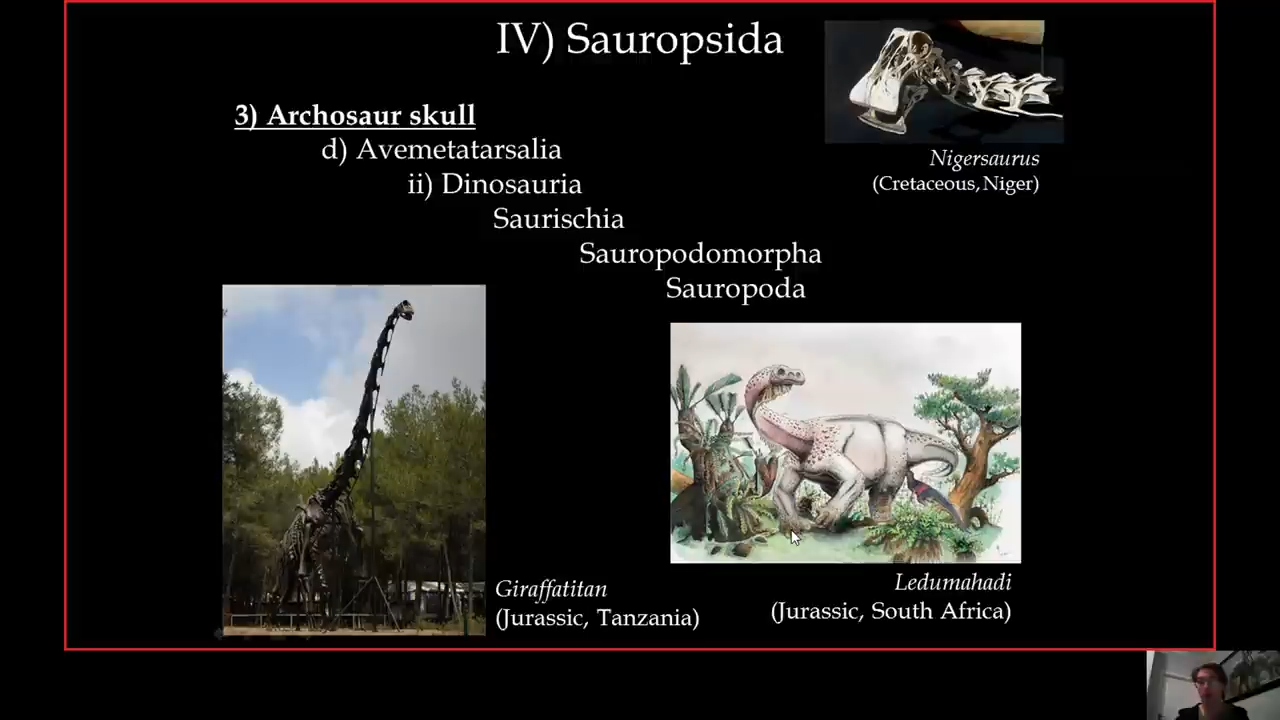 IV) Sauropsida
3) Archosaur skull
d) Avemetatarsalia
ii) Dinosauria
Saurischia
Sauropodomorpha
Sauropoda
Nigersaurus
(Cretaceous, Niger)
Giraffatitan
(Jurassic, Tanzania)
Ledumahadi
(Jurassic, South Africa)